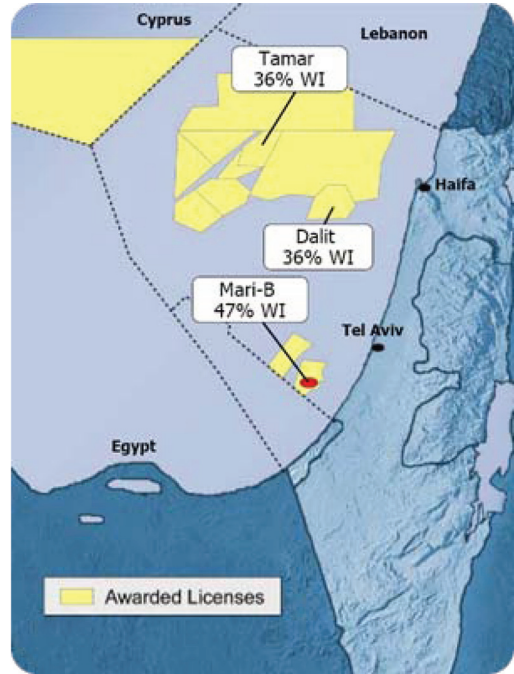 Cyprus
Lebanon
Tamar
36% WI
Haifa
Dalit
36% WI
Mari-B
47% WI
Tel Aviv
Egypt
Awarded Licenses